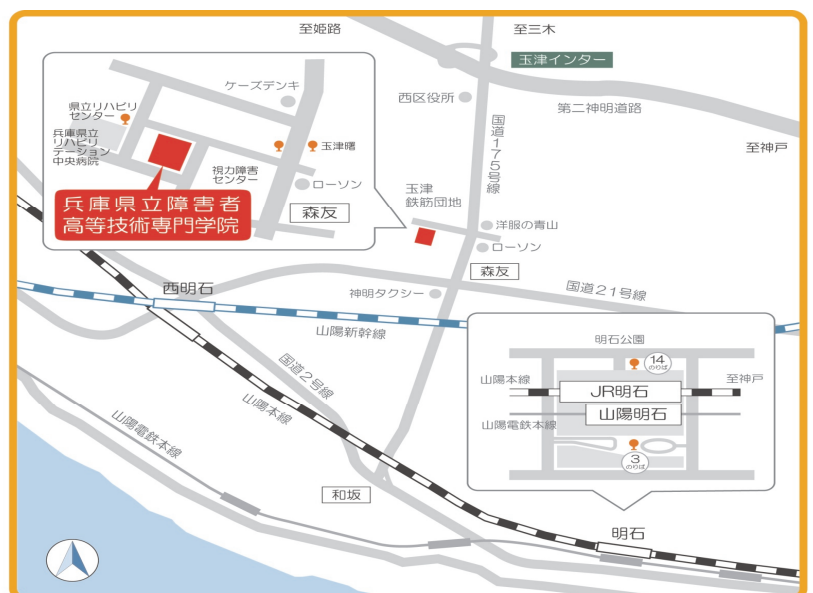 至姫路
至三木
玉津インター
ケーズデンキ
西区役所
第二神明道路
県立リハビリ
センター
国道175号線
至神戸
兵庫県立
リハビリ
テーション
中央病院
玉津曙
視力障害
センター
ローソン
玉津
鉄筋団地
兵庫県立障害者
高等技術専門学院
森友
洋服の青山
ローソン
森友
西明石
神明タクシー
国道21号線
山陽新幹線
明石公園
国道2号線
14
のりば
山陽本線
至神戸
JR明石
山陽本線
山陽明石
山陽電鉄本線
山陽電鉄本線
3
のりば
和坂
明石